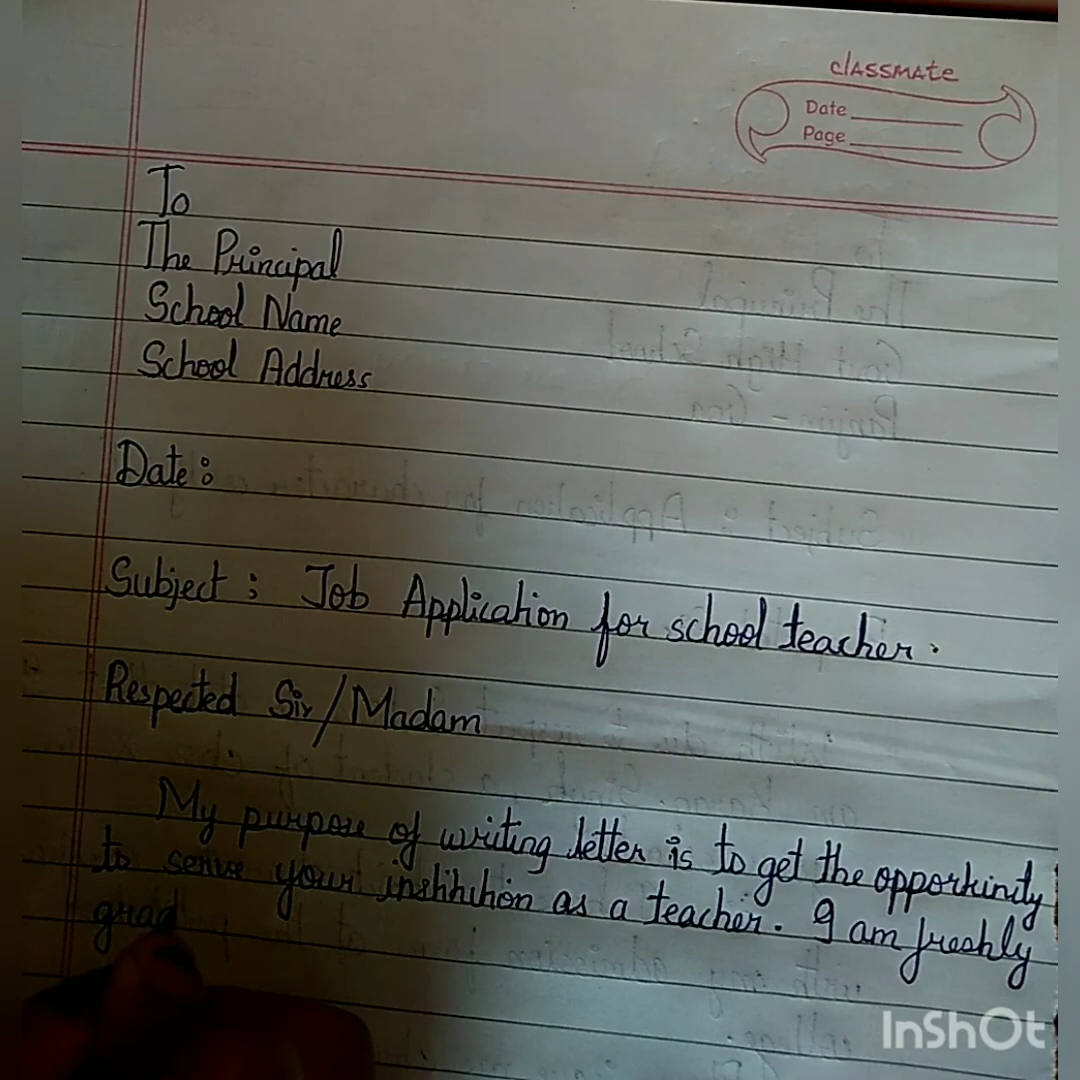 classmate
Date
Page
To
The Principal
School Name
School Address
Date :
Subject : Job Application for school teacher.
Respected Sir/Madam
My purpose of writing letter is to get the opportunity
to serve your institution as a teacher. I am freshly
grad
InShOt